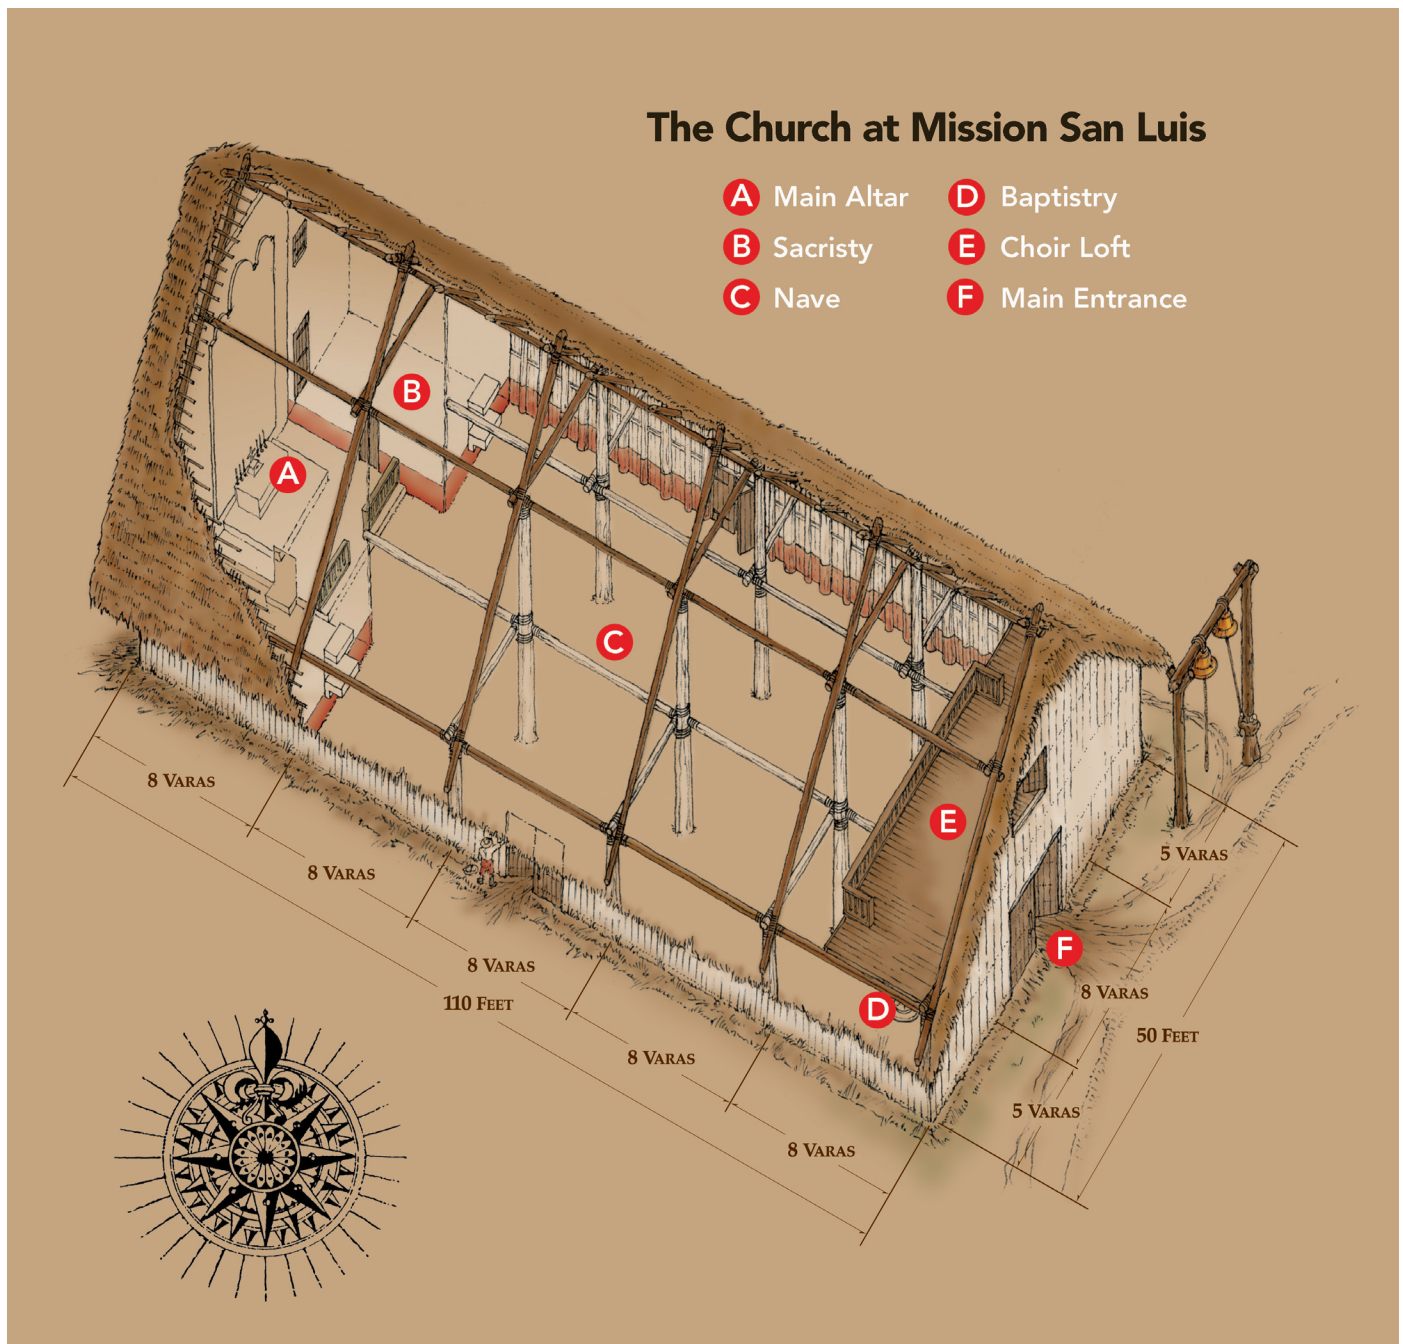 The Church at Mission San Luis
A Main Altar
B Sacristy
C Nave
D Baptistry
E Choir Loft
F Main Entrance
B
A
C
E
F
D
8 VARAS
8 VARAS
8 VARAS
110 FEET
8 VARAS
8 VARAS
5 VARAS
8 VARAS
50 FEET
5 VARAS